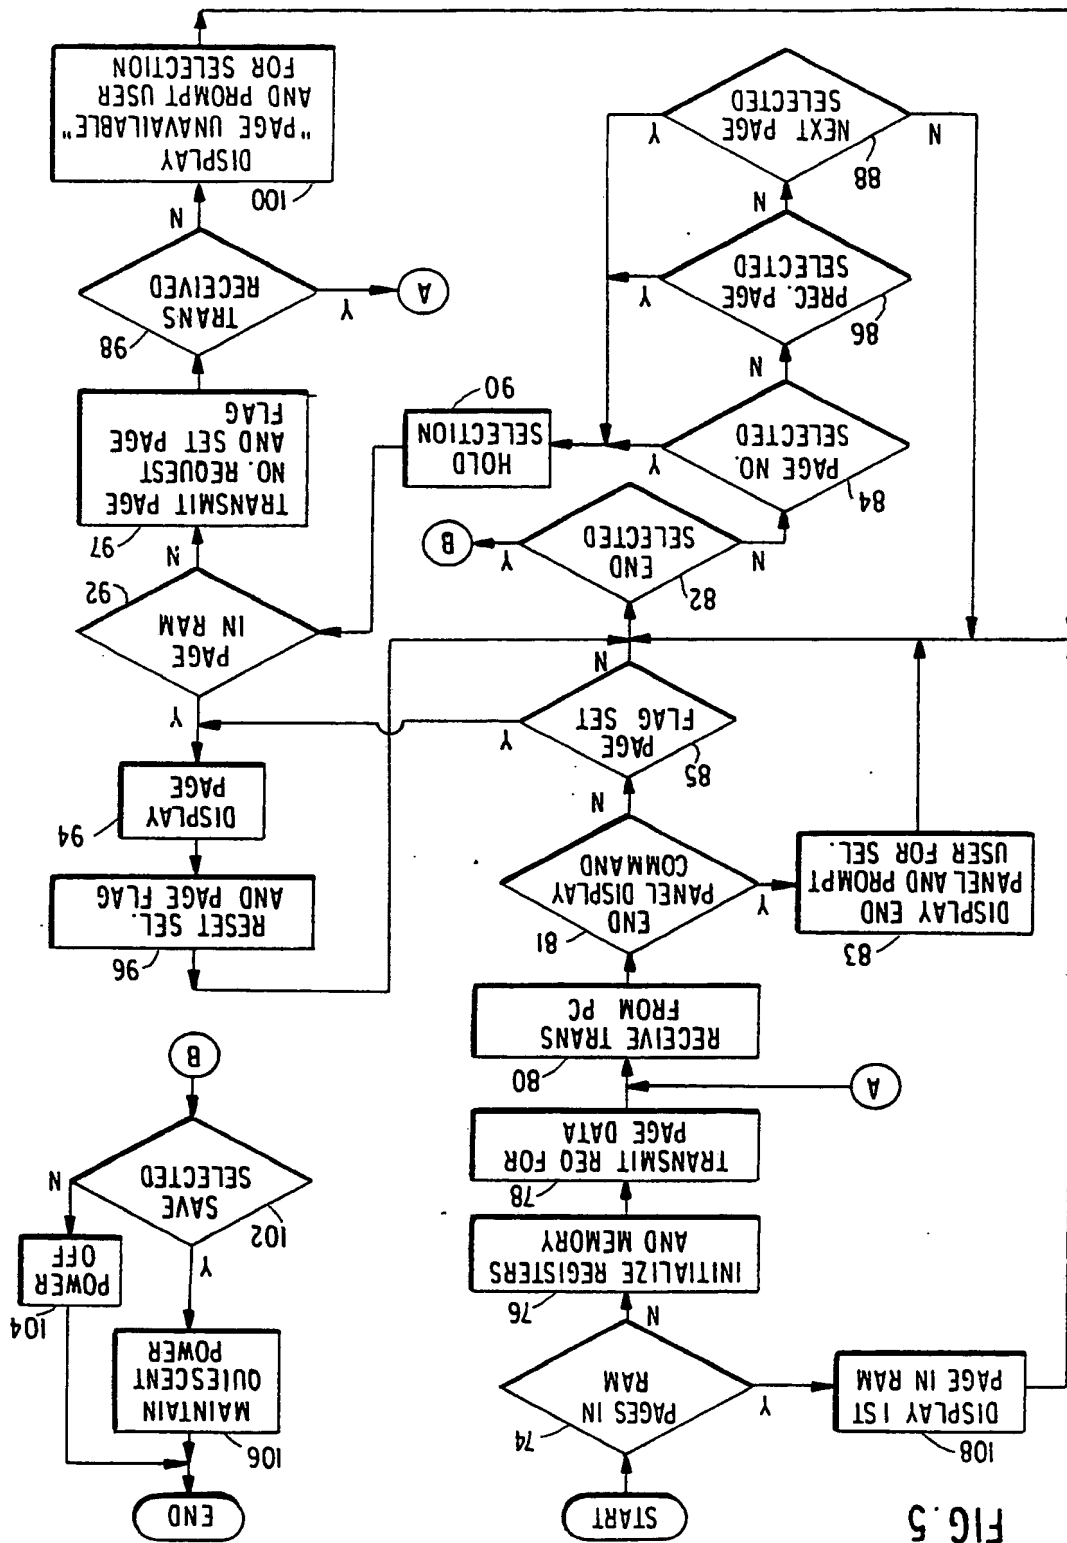 FIG. 5
START
74
PAGES IN
RAM
Y
N
108
DISPLAY 1ST
PAGE IN RAM
76
INITIALIZE REGISTERS
AND MEMORY
78
TRANSMIT REQ FOR
PAGE DATA
A
80
RECEIVE TRANS
FROM PC
81
END
PANEL DISPLAY
COMMAND
Y
N
83
DISPLAY END
PANEL AND PROMPT
USER FOR SEL.
85
PAGE
FLAG SET
Y
N
82
END
SELECTED
Y
N
B
84
PAGE NO.
SELECTED
Y
N
86
PREC. PAGE
SELECTED
Y
N
88
NEXT PAGE
SELECTED
Y
N
90
HOLD
SELECTION
END
106
MAINTAIN
QUIESCENT
POWER
104
POWER
OFF
Y
N
102
SAVE
SELECTED
B
96
RESET SEL.
AND PAGE FLAG
94
DISPLAY
PAGE
Y
92
PAGE
IN RAM
N
97
TRANSMIT PAGE
NO. REQUEST
AND SET PAGE
FLAG
98
TRANS
RECEIVED
Y
A
N
100
DISPLAY
"PAGE UNAVAILABLE"
AND PROMPT USER
FOR SELECTION